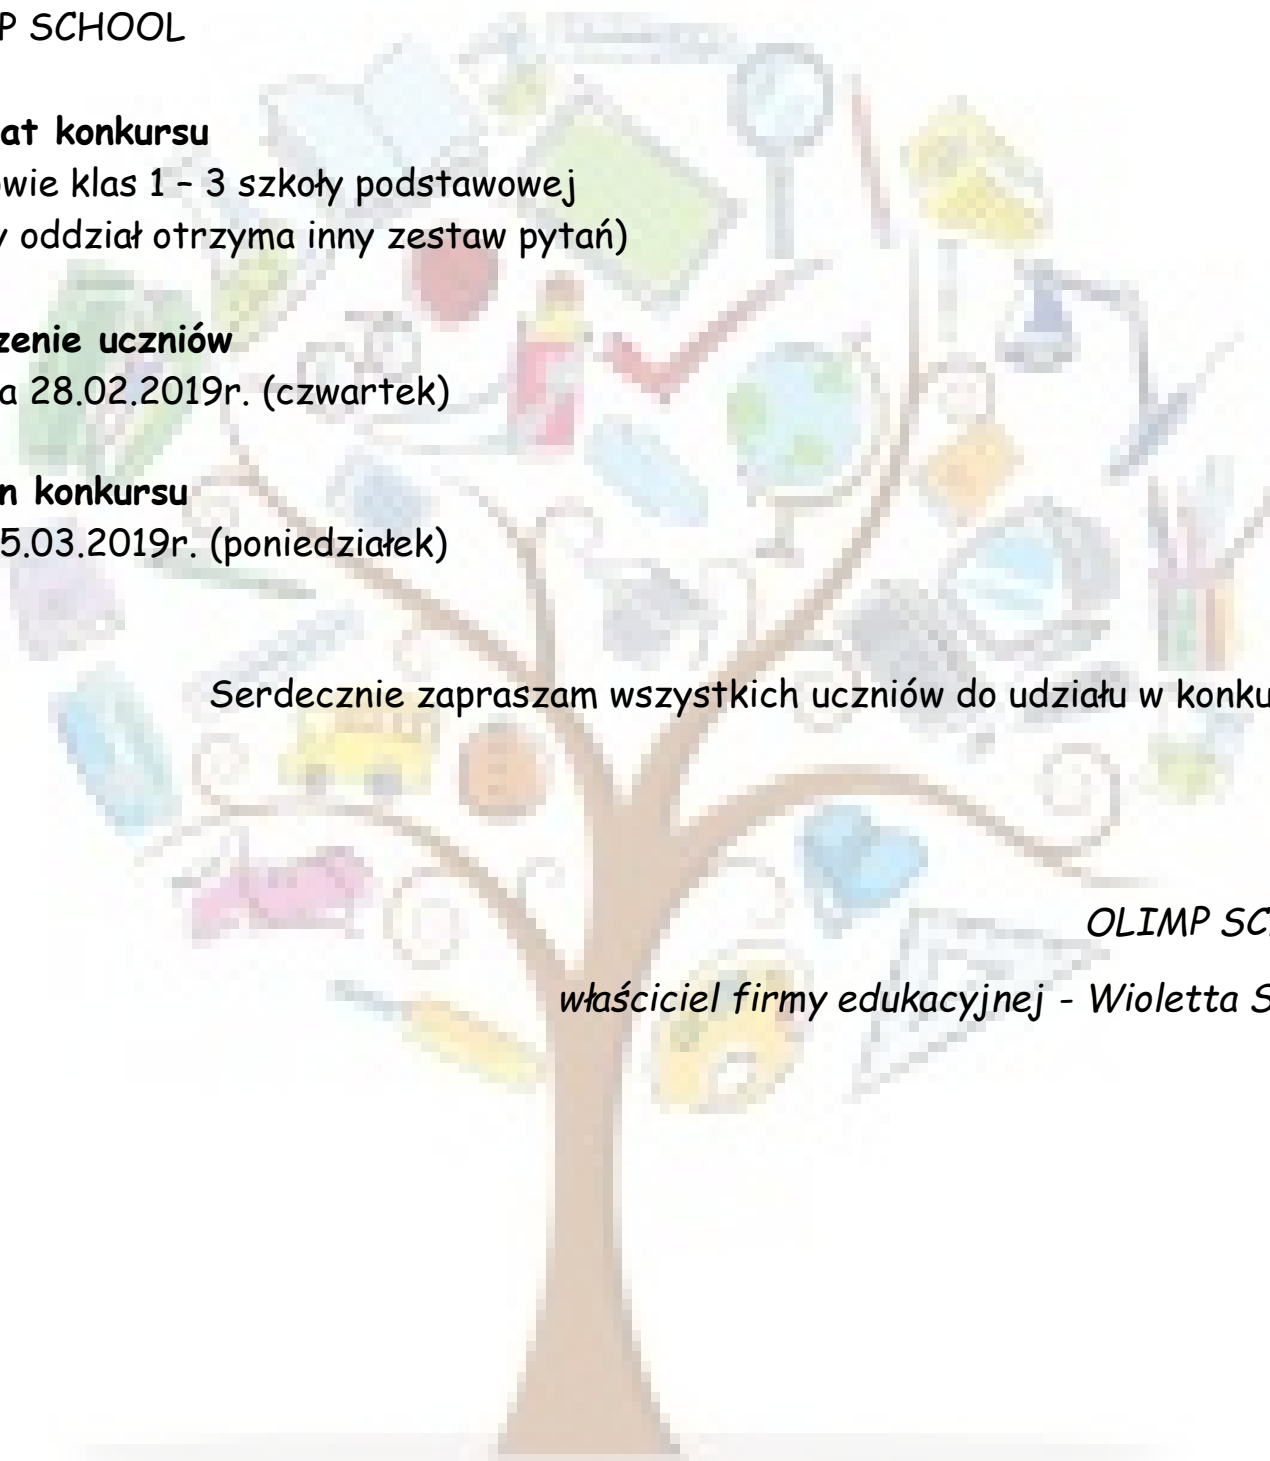 P SCHOOL
at konkursu
owie klas 1 – 3 szkoły podstawowej
y oddział otrzyma inny zestaw pytań)
zenie uczniów
a 28.02.2019r. (czwartek)
n konkursu
5.03.2019r. (poniedziałek)
Serdecznie zapraszam wszystkich uczniów do udziału w konku
OLIMP SC
właściciel firmy edukacyjnej - Wioletta S